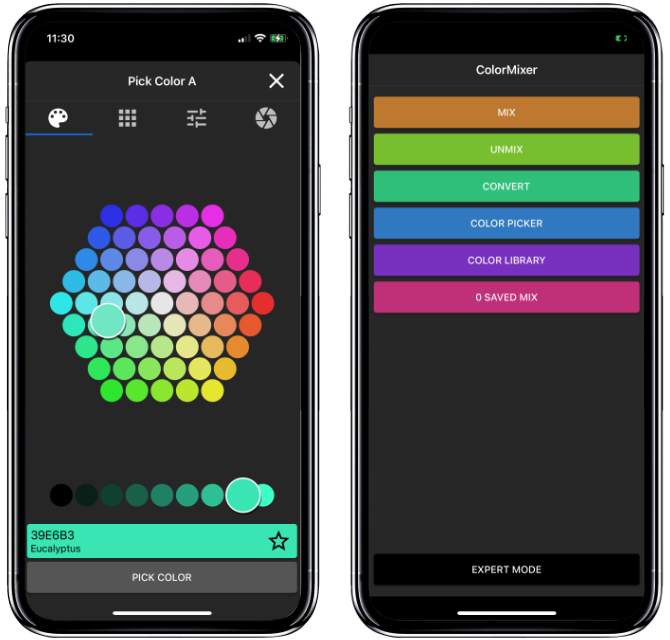 11:30
Pick Color A
39E6B3
Eucalyptus
PICK COLOR
ColorMixer
MIX
UNMIX
CONVERT
COLOR PICKER
COLOR LIBRARY
0 SAVED MIX
EXPERT MODE